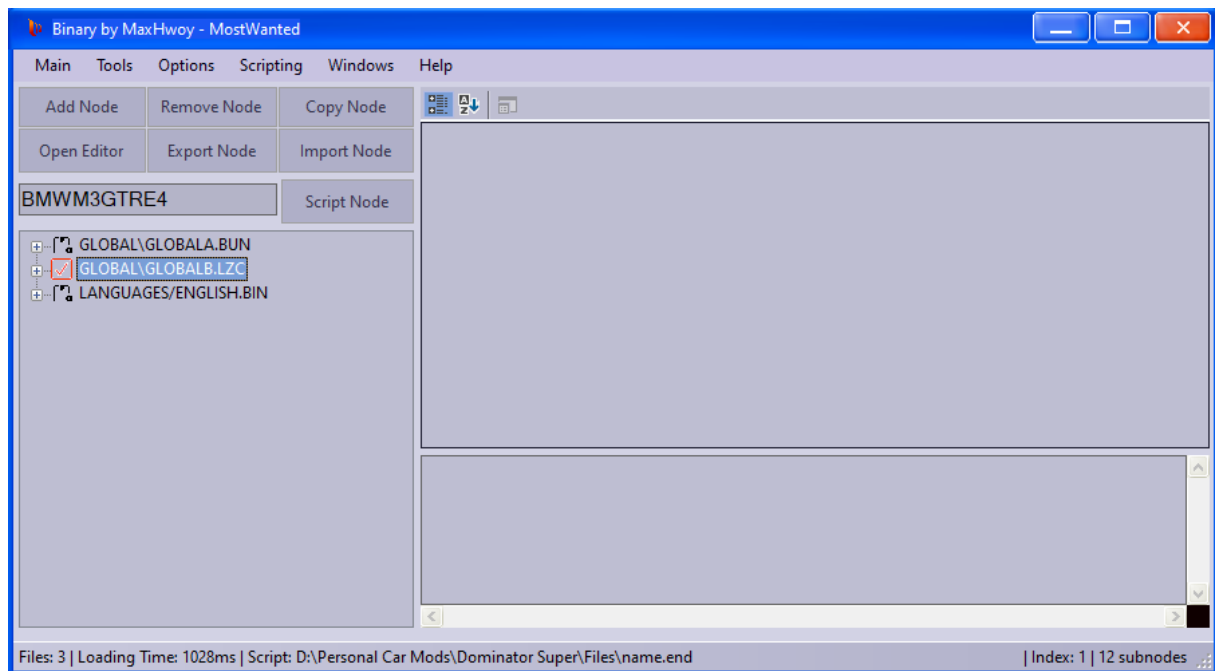 Binary by MaxHwoy - MostWanted
Main Tools Options Scripting Windows Help
Add Node Remove Node Copy Node
Open Editor Export Node Import Node
BMWM3GTRE4 Script Node
GLOBAL\GLOBALA.BUN
GLOBAL\GLOBALB.LZC
LANGUAGES/ENGLISH.BIN
Files: 3 | Loading Time: 1028ms | Script: D:\Personal Car Mods\Dominator Super\Files\name.end | Index: 1 | 12 subnodes